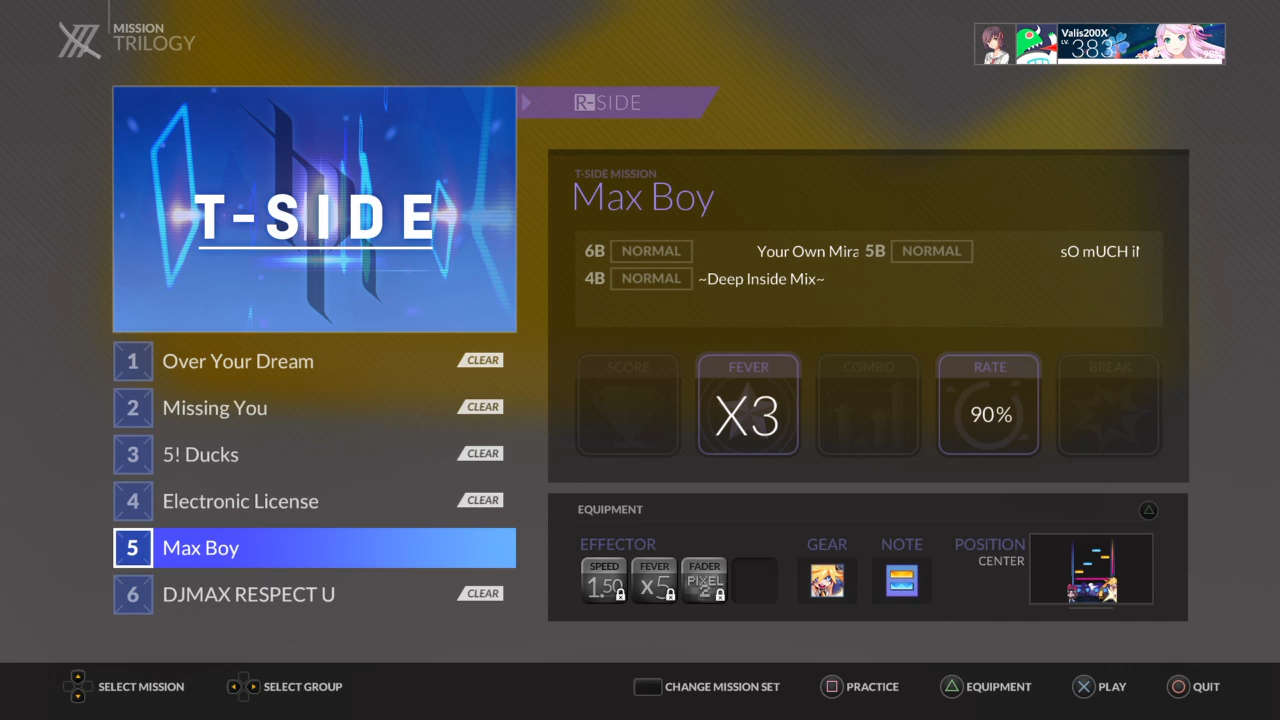 MISSION
TRILOGY
Valis200X
LV. 383
T-SIDE
R-SIDE
T-SIDE MISSION
Max Boy
6B NORMAL Your Own Mira 5B NORMAL sO mUCH iN
4B NORMAL ~Deep Inside Mix~
SCORE FEVER COMBO RATE BREAK
X3 90%
1 Over Your Dream CLEAR
2 Missing You CLEAR
3 5! Ducks CLEAR
4 Electronic License CLEAR
5 Max Boy
6 DJMAX RESPECT U CLEAR
EQUIPMENT
EFFECTOR GEAR NOTE POSITION
CENTER
SPEED FEVER FADER
1.50 x5 PIXEL 2
SELECT MISSION SELECT GROUP CHANGE MISSION SET PRACTICE EQUIPMENT PLAY QUIT